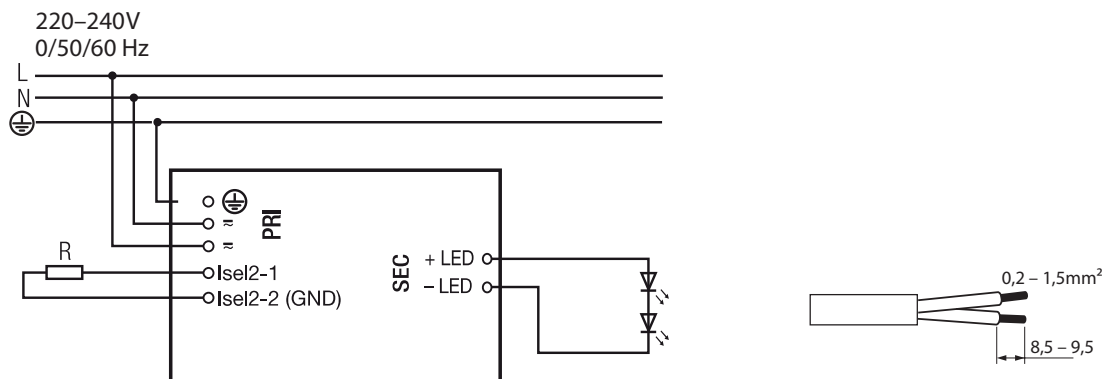 220–240V
0/50/60 Hz
L
N
PRI
≂
≂
R
Isel2-1
Isel2-2 (GND)
SEC
+ LED
– LED
0,2 – 1,5mm²
8,5 – 9,5